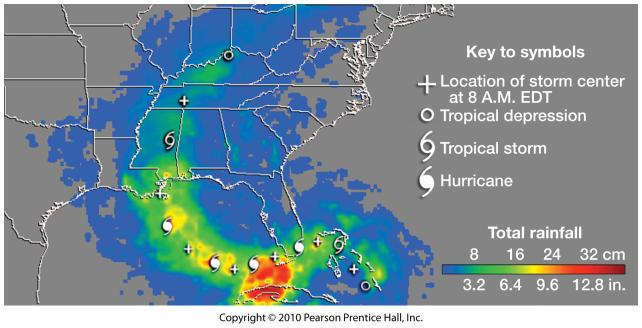 Key to symbols
Location of storm center
at 8 A.M. EDT
Tropical depression
Tropical storm
Hurricane
Total rainfall
8 16 24 32 cm
3.2 6.4 9.6 12.8 in.
Copyright © 2010 Pearson Prentice Hall, Inc.